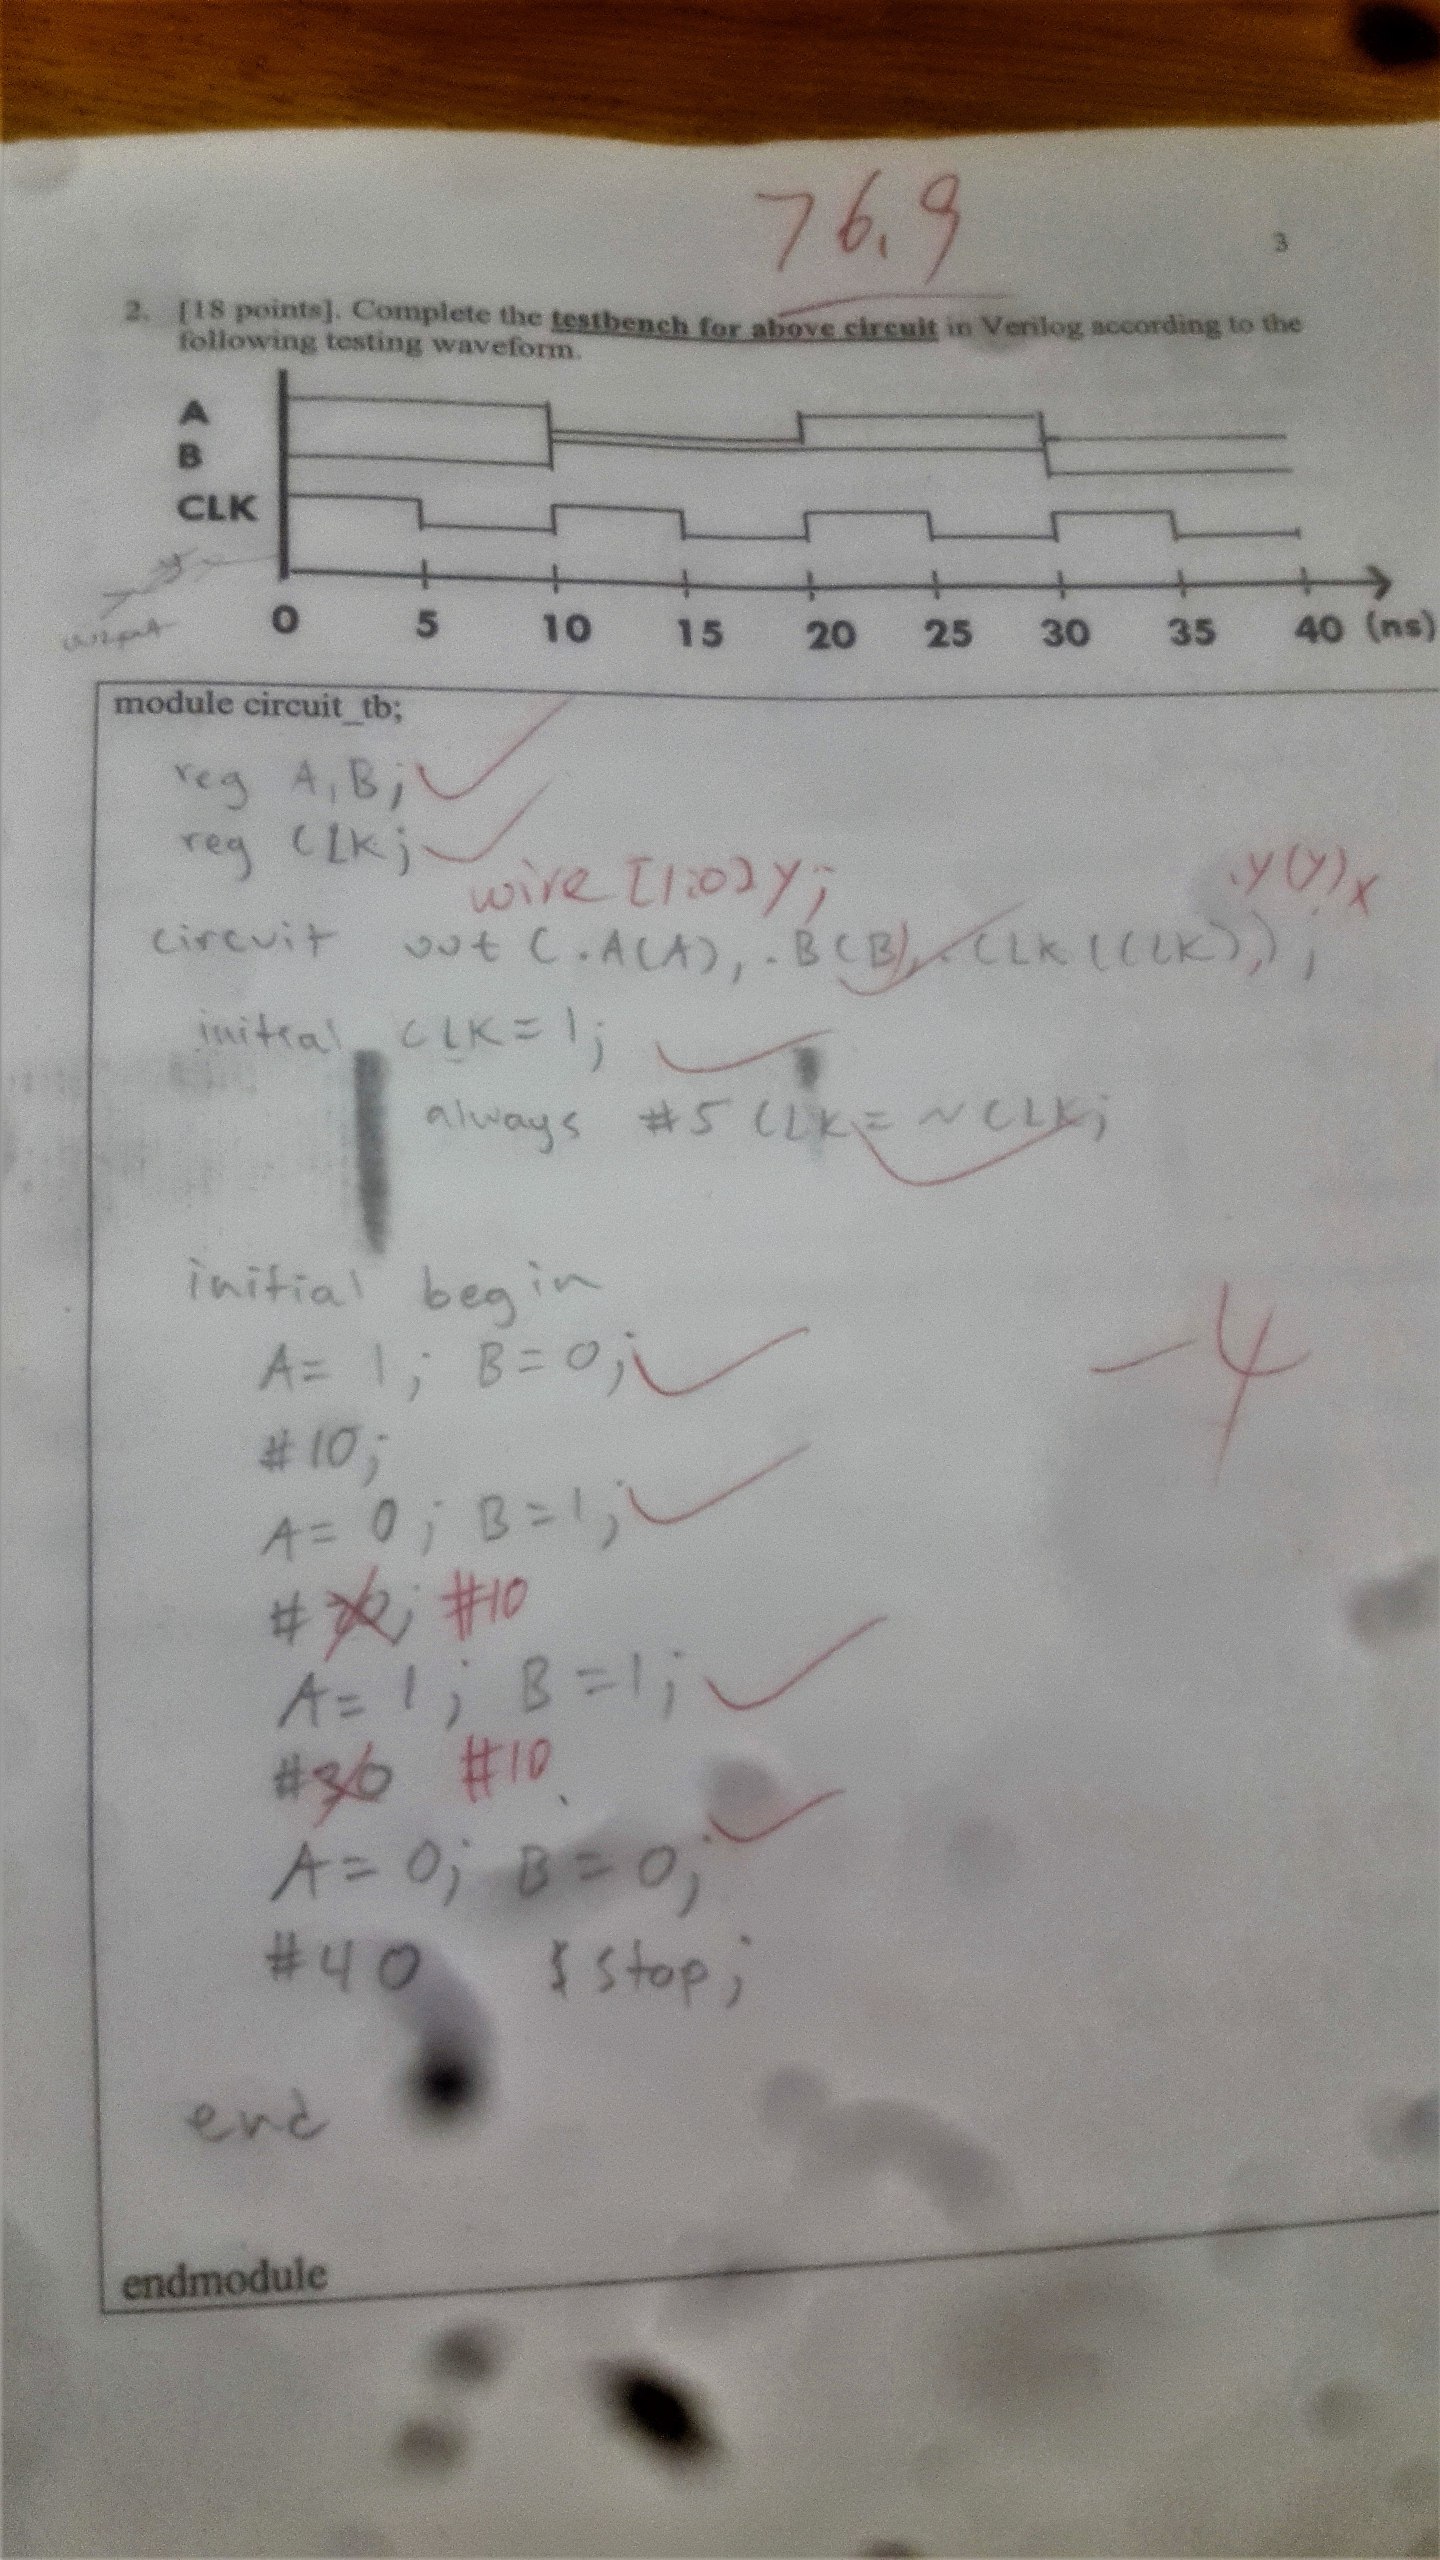 76.9
3
2. [18 points]. Complete the testbench for above circuit in Verilog according to the
following testing waveform.
A
B
CLK
y
output
0 5 10 15 20 25 30 35 40 (ns)
module circuit_tb;
reg A,B;
reg CLK;
wire [1:0] y; .y(y) x
circuit uut (.A(A), .B(B), .CLK(CLK),);
initial CLK=1;
always #5 CLK=~CLK;
initial begin
A= 1; B=0;
#10;
A= 0; B=1;
-4
#20; #10
A= 1; B=1;
#30 #10
A= 0; B=0;
#40 $stop;
end
endmodule